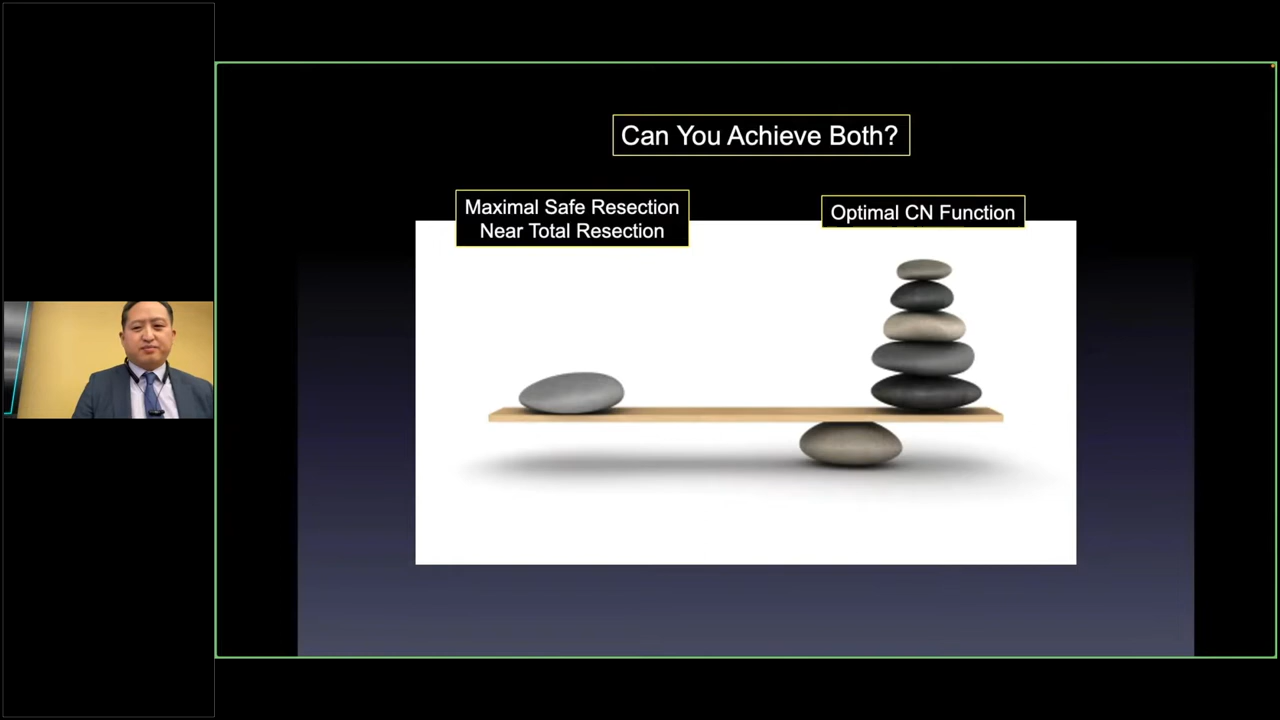 Can You Achieve Both?
Maximal Safe Resection
Near Total Resection
Optimal CN Function